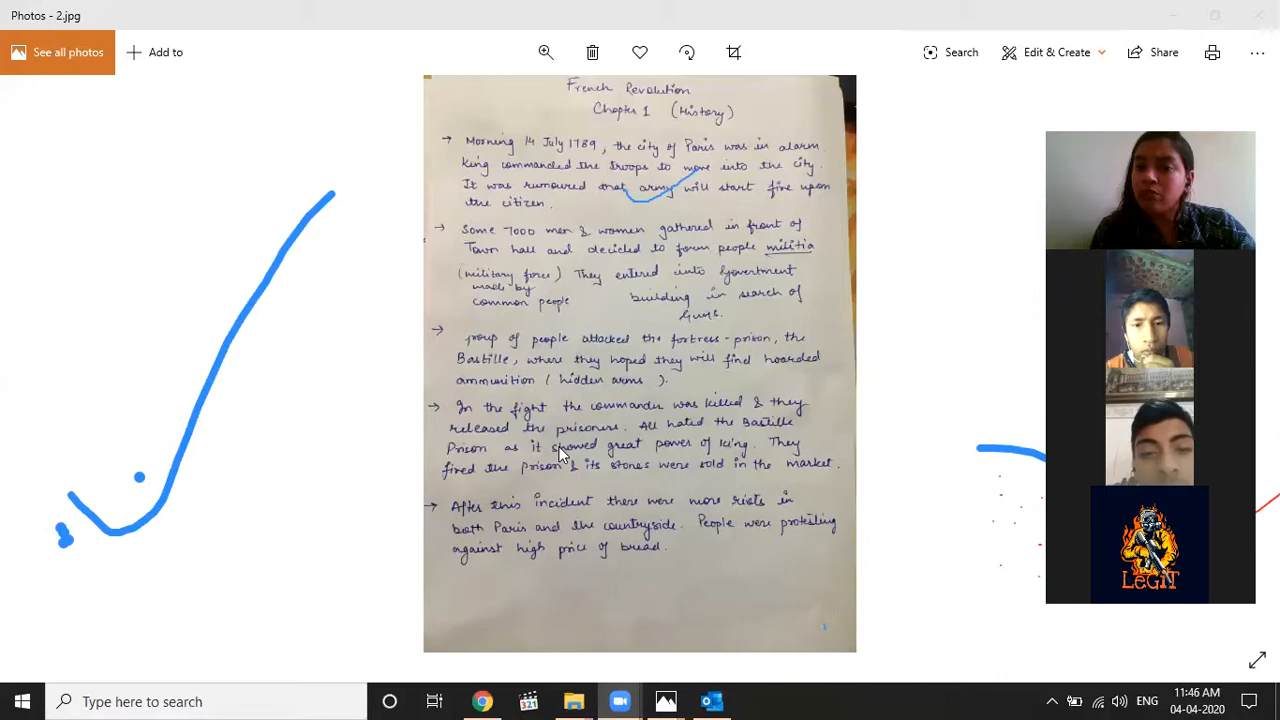 Photos - 2.jpg
See all photos
Add to
Search
Edit & Create
Share
French Revolution
Chapter 1 (History)
→ Morning 14 July 1789, the city of Paris was in alarm.
King commanded the troops to move into the city.
It was rumoured that army will start fire upon
the citizen.
→ Some 7000 men & women gathered in front of
Town hall and decided to form people militia
(military force) They entered into Government
made by
common people building in search of
Guns.
→ group of people attacked the fortress-prison, the
Bastille, where they hoped they will find hoarded
ammunition (hidden arms ).
→ In the fight the commander was killed & they
released the prisoners. All hated the Bastille
Prison as it showed great power of king. They
fired the prison & its stones were sold in the market.
→ After this incident there were more riots in
both Paris and the countryside. People were protesting
against high price of bread.
1
LeGiT
Type here to search
321
ENG
11:46 AM
04-04-2020